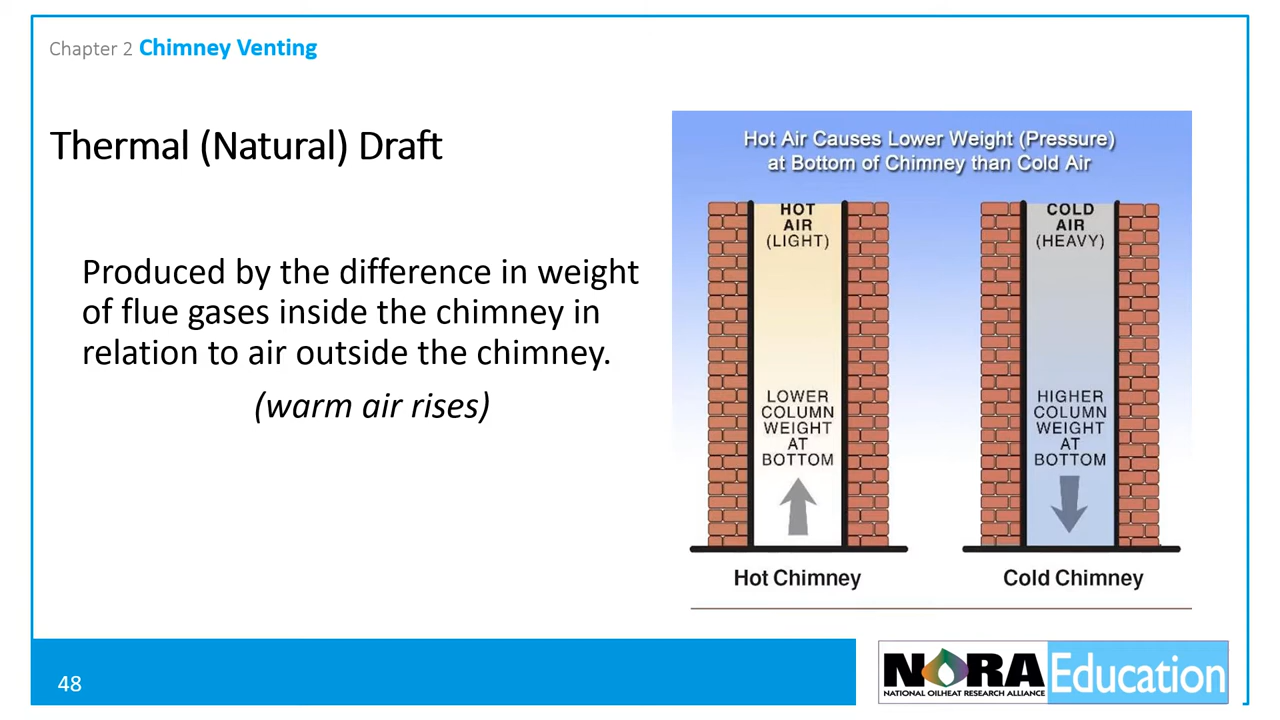 Chapter 2 Chimney Venting
Thermal (Natural) Draft
Produced by the difference in weight
of flue gases inside the chimney in
relation to air outside the chimney.
(warm air rises)
Hot Air Causes Lower Weight (Pressure)
at Bottom of Chimney than Cold Air
HOT
AIR
(LIGHT)
LOWER
COLUMN
WEIGHT
AT
BOTTOM
Hot Chimney
COLD
AIR
(HEAVY)
HIGHER
COLUMN
WEIGHT
AT
BOTTOM
Cold Chimney
48
NORA Education
NATIONAL OILHEAT RESEARCH ALLIANCE